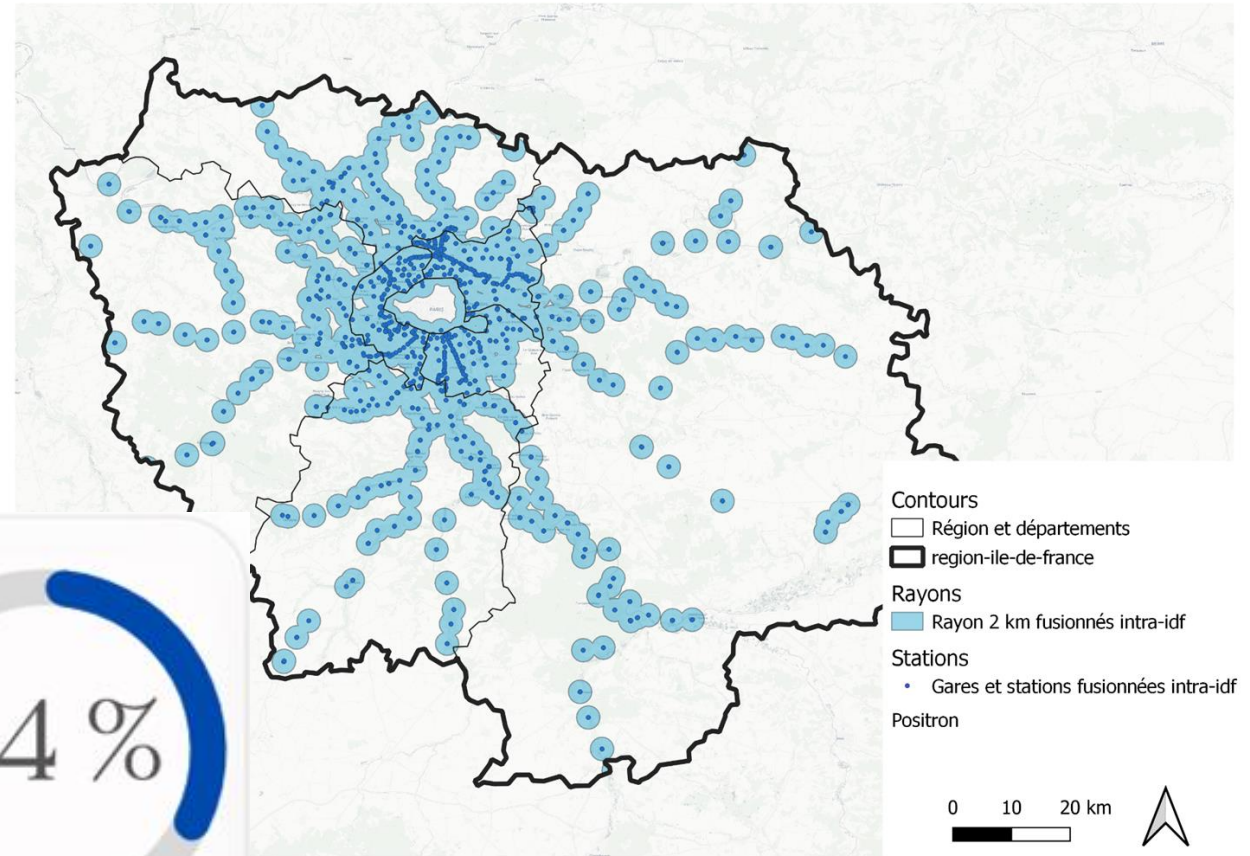 PARIS
Contours
Région et départements
region-ile-de-france
Rayons
Rayon 2 km fusionnés intra-idf
Stations
Gares et stations fusionnées intra-idf
Positron
0 10 20 km
4 %